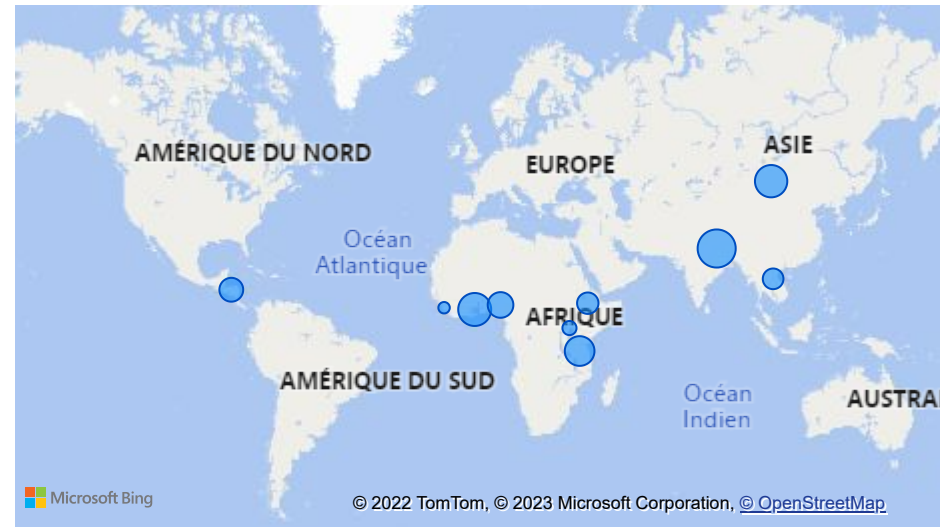 ASIE
AMÉRIQUE DU NORD
EUROPE
Océan
Atlantique
AFRIQUE
AMÉRIQUE DU SUD
Océan
Indien
AUSTRA
Microsoft Bing
© 2022 TomTom, © 2023 Microsoft Corporation, © OpenStreetMap